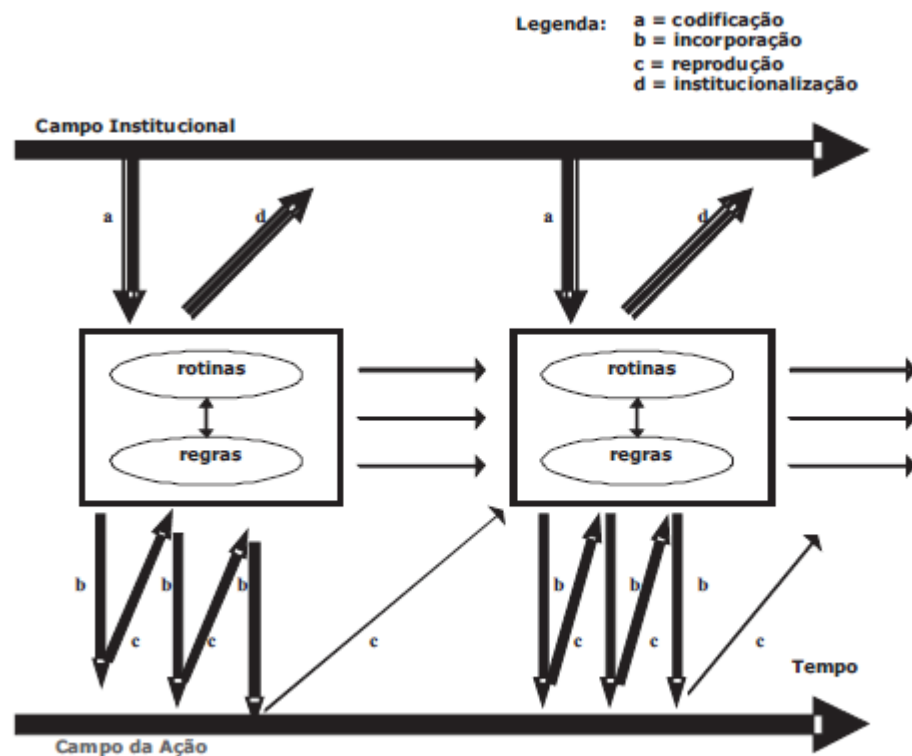 Legenda: a = codificação
b = incorporação
c = reprodução
d = institucionalização
Campo Institucional
a
d
a
d
rotinas
rotinas
regras
regras
b
b
b
b
b
b
c
c
c
c
c
c
Tempo
Campo da Ação